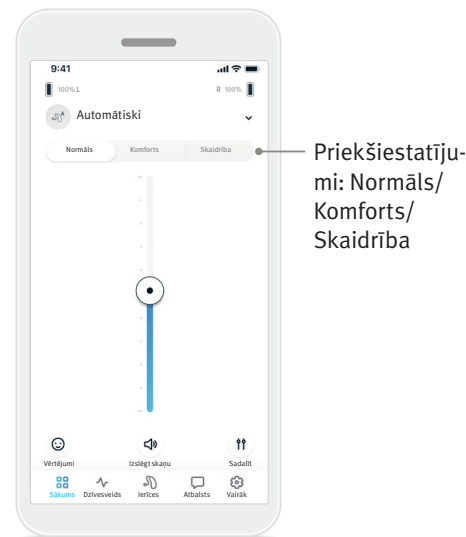 9:41
100% L
R 100%
Automātiski
Normāls Komforts Skaidrība
Priekšiestatīju-
mi: Normāls/
Komforts/
Skaidrība
Vērtējumi Izslēgt skaņu Sadalīt
Sākums Dzīvesveids Ierīces Atbalsts Vairāk